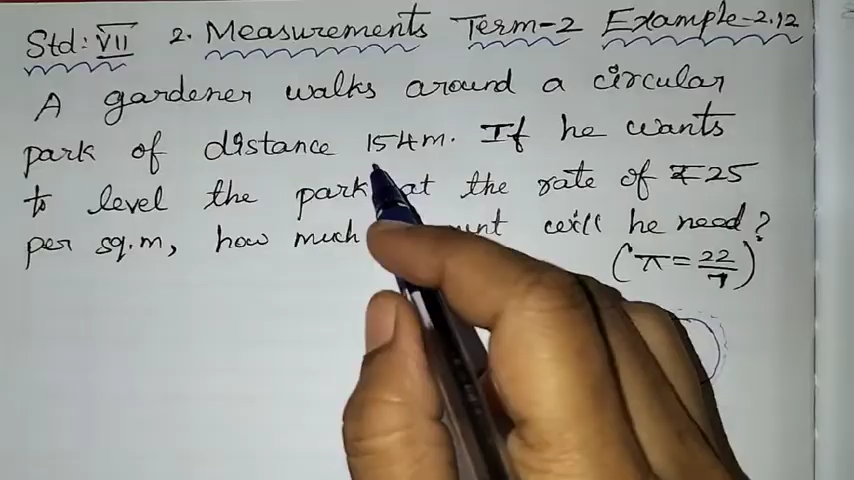 Std: VII 2. Measurements Term-2 Example-2.12
A gardener walks around a circular
park of distance 154m. If he wants
to level the park at the rate of ₹25
per sq.m, how much will he need?
(π = 22/7)